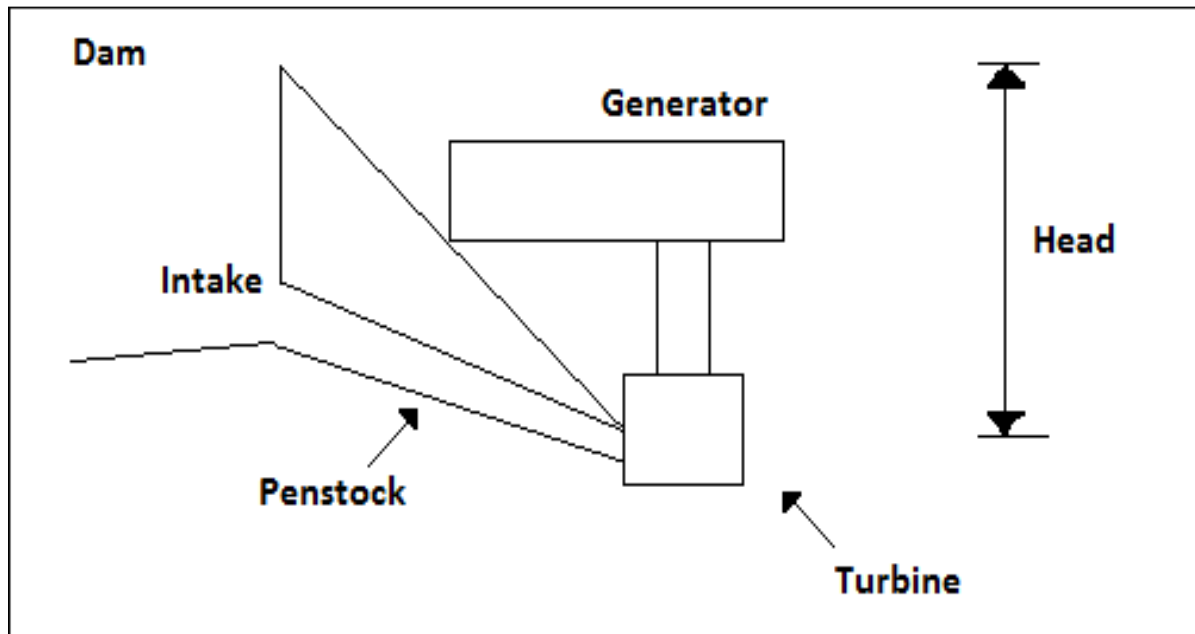 Dam
Generator
Head
Intake
Penstock
Turbine